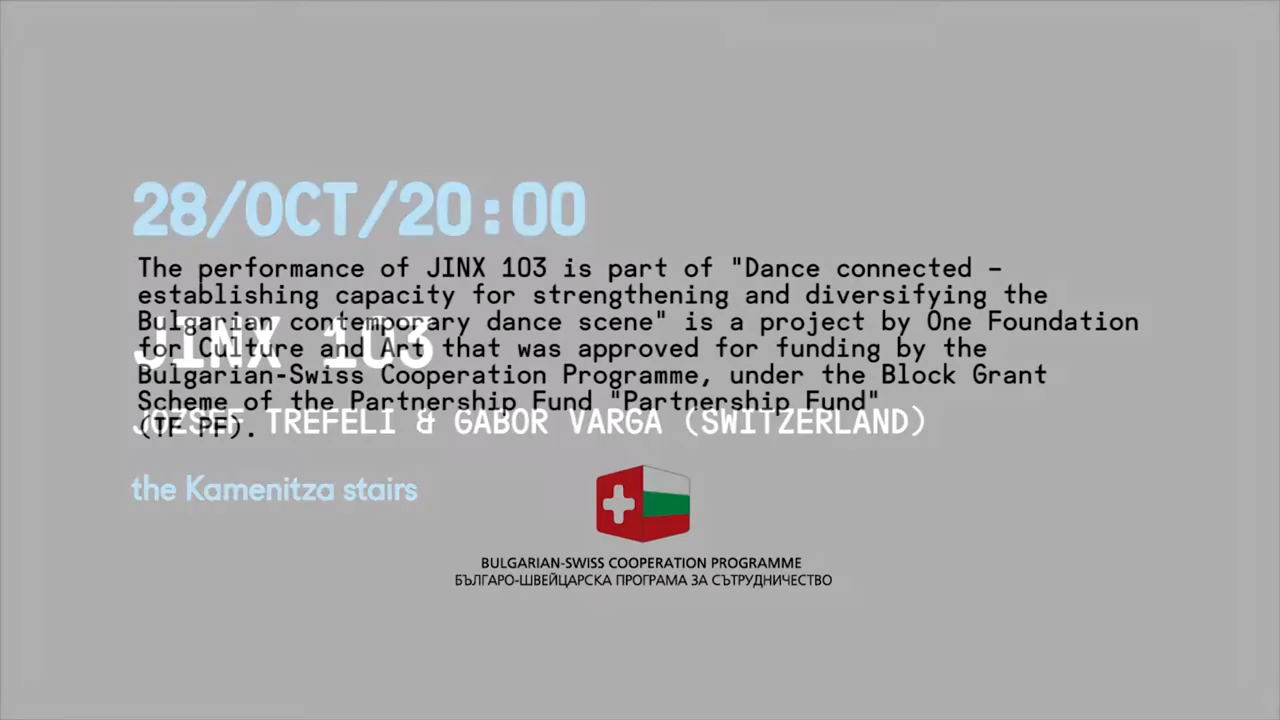 28/OCT/20:00
The performance of JINX 103 is part of "Dance connected –
establishing capacity for strengthening and diversifying the
Bulgarian contemporary dance scene" is a project by One Foundation
JINX 103
for Culture and Art that was approved for funding by the
Bulgarian-Swiss Cooperation Programme, under the Block Grant
Scheme of the Partnership Fund "Partnership Fund"
(TF PF).
JOZSEF TREFELI & GABOR VARGA (SWITZERLAND)
the Kamenitza stairs
BULGARIAN-SWISS COOPERATION PROGRAMME
БЪЛГАРО-ШВЕЙЦАРСКА ПРОГРАМА ЗА СЪТРУДНИЧЕСТВО